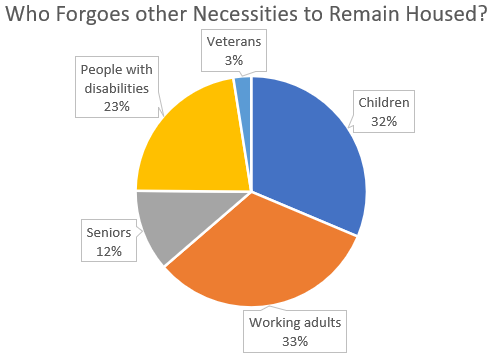 Who Forgoes other Necessities to Remain Housed?
Veterans
3%
People with
disabilities
23%
Children
32%
Seniors
12%
Working adults
33%